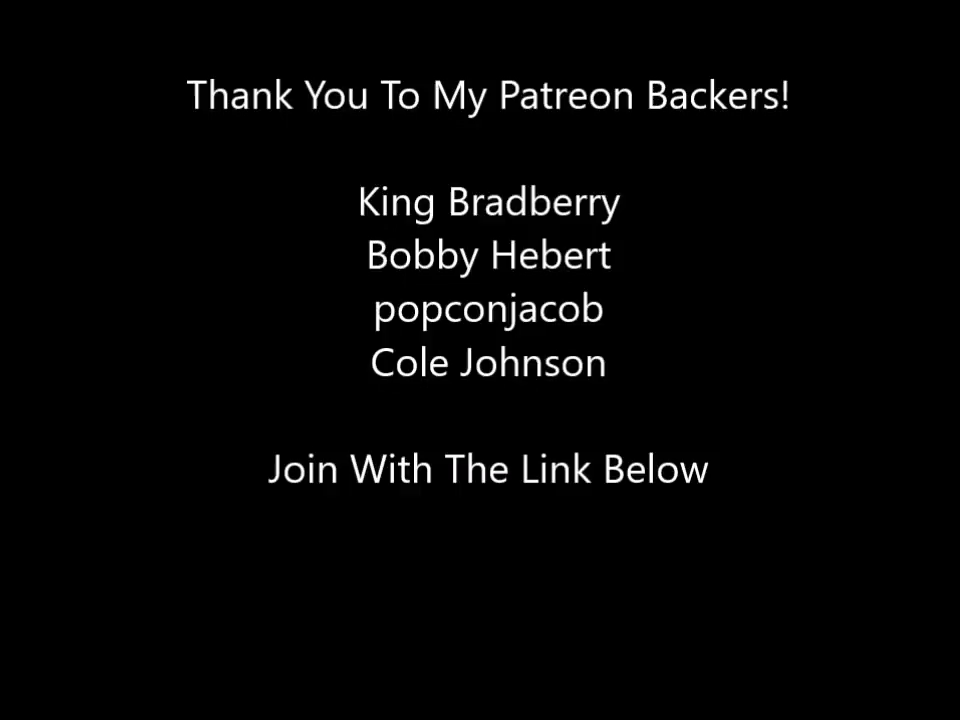 Thank You To My Patreon Backers!
King Bradberry
Bobby Hebert
popconjacob
Cole Johnson
Join With The Link Below